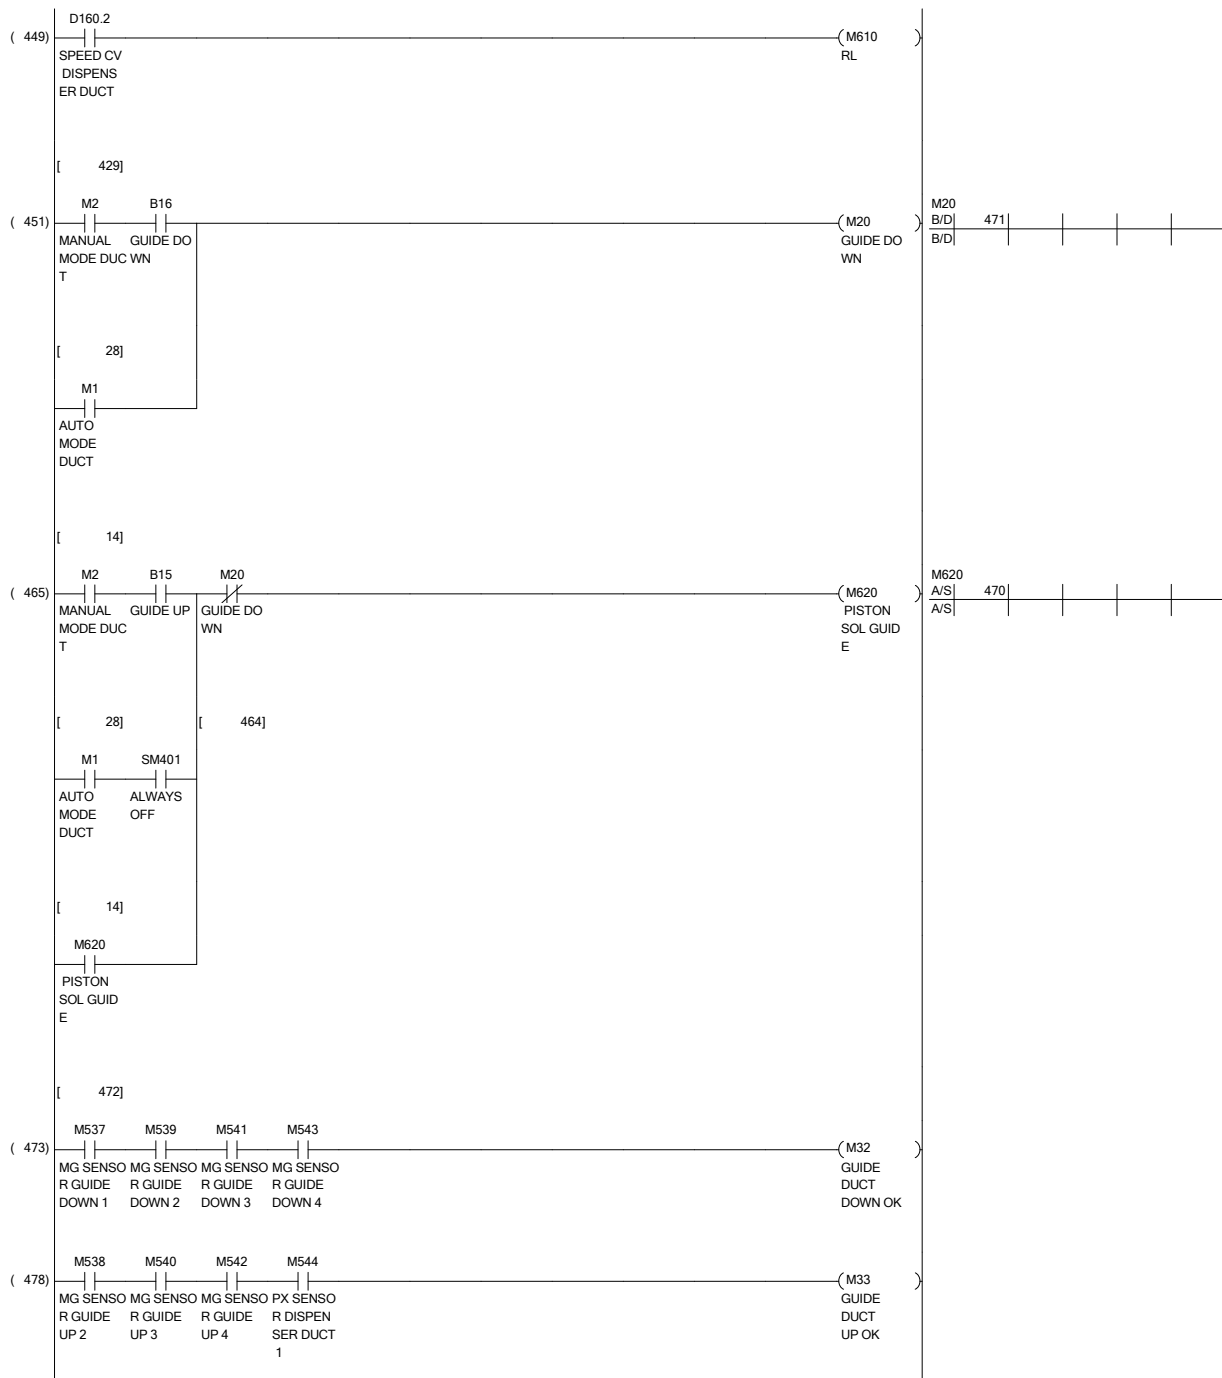 D160.2
( 449)
M610
SPEED CV
DISPENS
ER DUCT
RL
[ 429]
M2 B16
M20
( 451)
M20
B/D 471
MANUAL
MODE DUC
T
GUIDE DO
WN
GUIDE DO
WN
B/D
[ 28]
M1
AUTO
MODE
DUCT
[ 14]
M2 B15 M20
M620
( 465)
M620
A/S 470
MANUAL
MODE DUC
T
GUIDE UP
GUIDE DO
WN
PISTON
SOL GUID
E
A/S
[ 28] [ 464]
M1 SM401
AUTO
MODE
DUCT
ALWAYS
OFF
[ 14]
M620
PISTON
SOL GUID
E
[ 472]
M537 M539 M541 M543
( 473)
M32
MG SENSO
R GUIDE
DOWN 1
MG SENSO
R GUIDE
DOWN 2
MG SENSO
R GUIDE
DOWN 3
MG SENSO
R GUIDE
DOWN 4
GUIDE
DUCT
DOWN OK
M538 M540 M542 M544
( 478)
M33
MG SENSO
R GUIDE
UP 2
MG SENSO
R GUIDE
UP 3
MG SENSO
R GUIDE
UP 4
PX SENSO
R DISPEN
SER DUCT
1
GUIDE
DUCT
UP OK